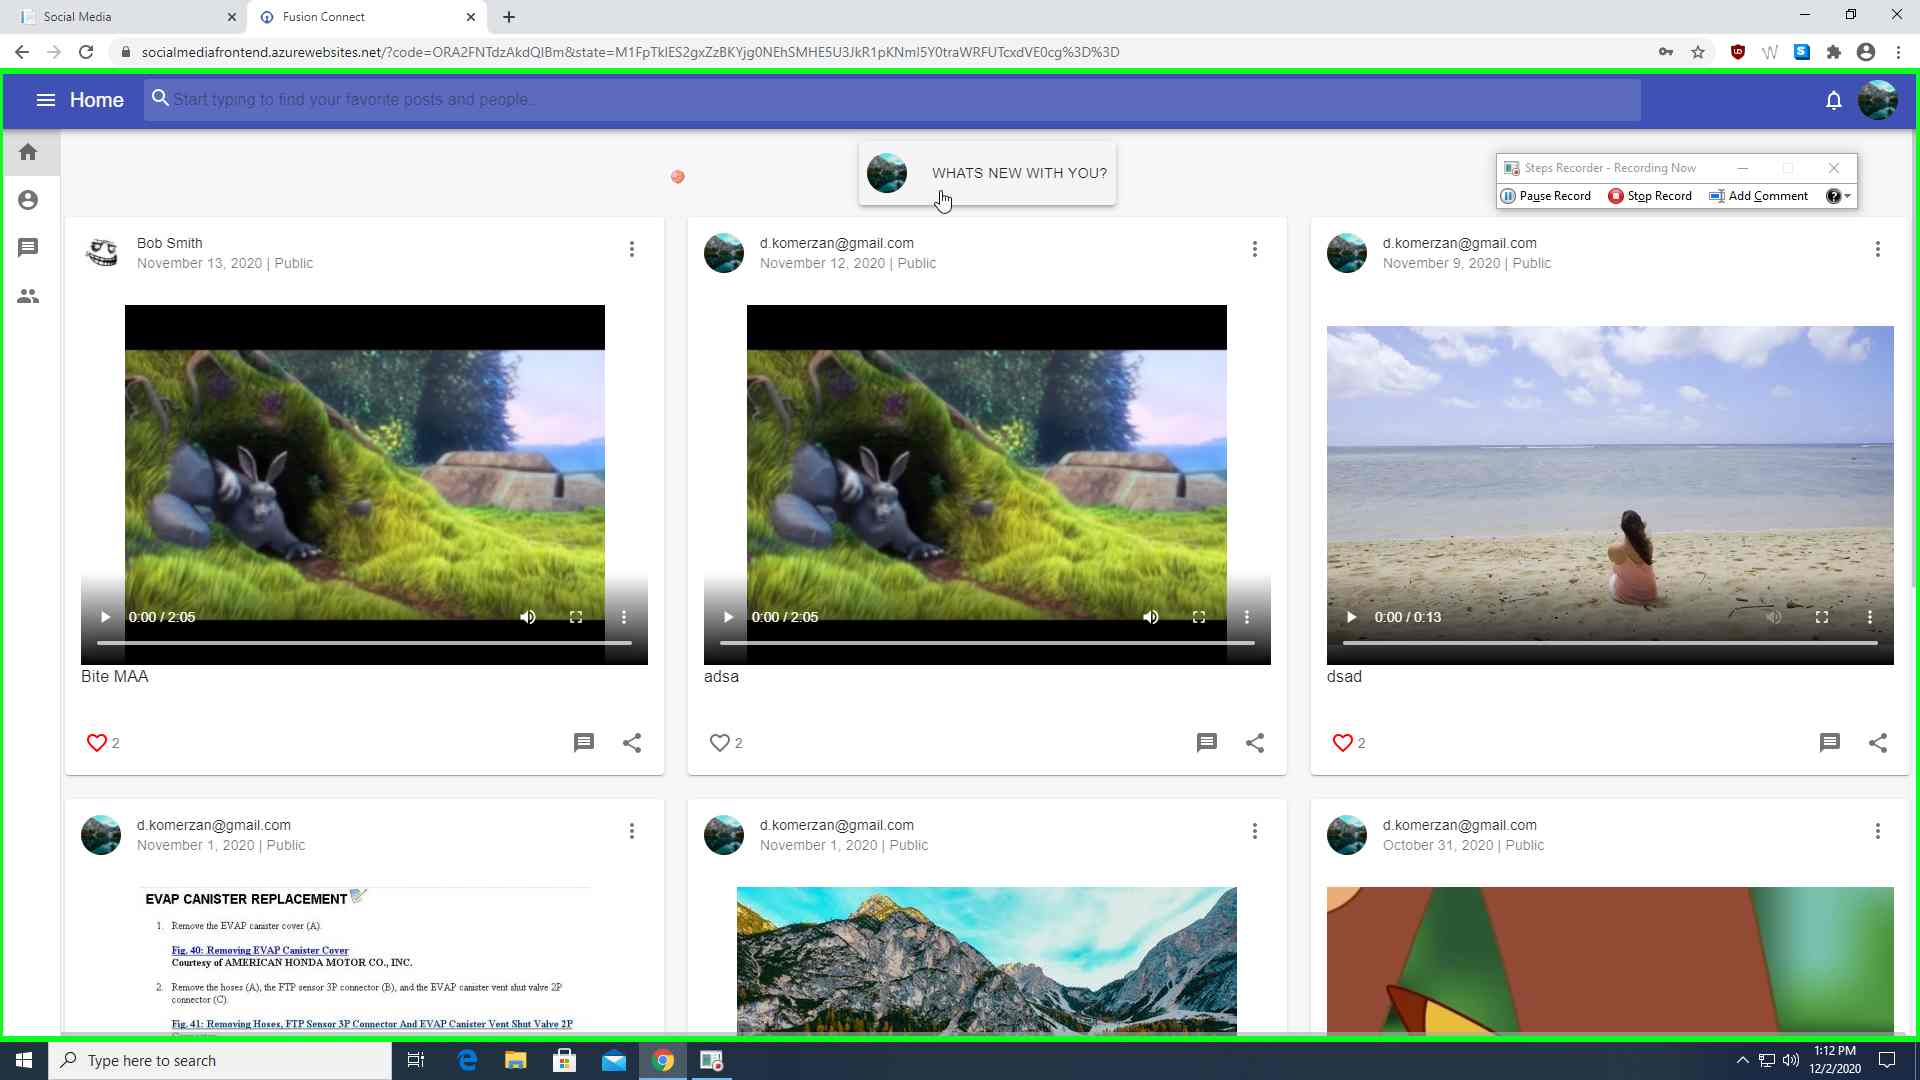 Social Media
Fusion Connect
socialmediafrontend.azurewebsites.net/?code=ORA2FNTdzAkdQIBm&state=M1FpTklES2gxZzBKYjg0NEhSMHE5U3JkR1pKNml5Y0traWRFUTcxdVE0cg%3D%3D
Home
Start typing to find your favorite posts and people..
WHATS NEW WITH YOU?
Steps Recorder - Recording Now
Pause Record
Stop Record
Add Comment
Bob Smith
November 13, 2020 | Public
0:00 / 2:05
Bite MAA
2
d.komerzan@gmail.com
November 12, 2020 | Public
0:00 / 2:05
adsa
2
d.komerzan@gmail.com
November 9, 2020 | Public
0:00 / 0:13
dsad
2
d.komerzan@gmail.com
November 1, 2020 | Public
EVAP CANISTER REPLACEMENT
1. Remove the EVAP canister cover (A).
Fig. 40: Removing EVAP Canister Cover
Courtesy of AMERICAN HONDA MOTOR CO., INC.
2. Remove the hoses (A), the FTP sensor 3P connector (B), and the EVAP canister vent shut valve 2P
connector (C).
Fig. 41: Removing Hoses, FTP Sensor 3P Connector And EVAP Canister Vent Shut Valve 2P
d.komerzan@gmail.com
November 1, 2020 | Public
d.komerzan@gmail.com
October 31, 2020 | Public
Type here to search
1:12 PM
12/2/2020